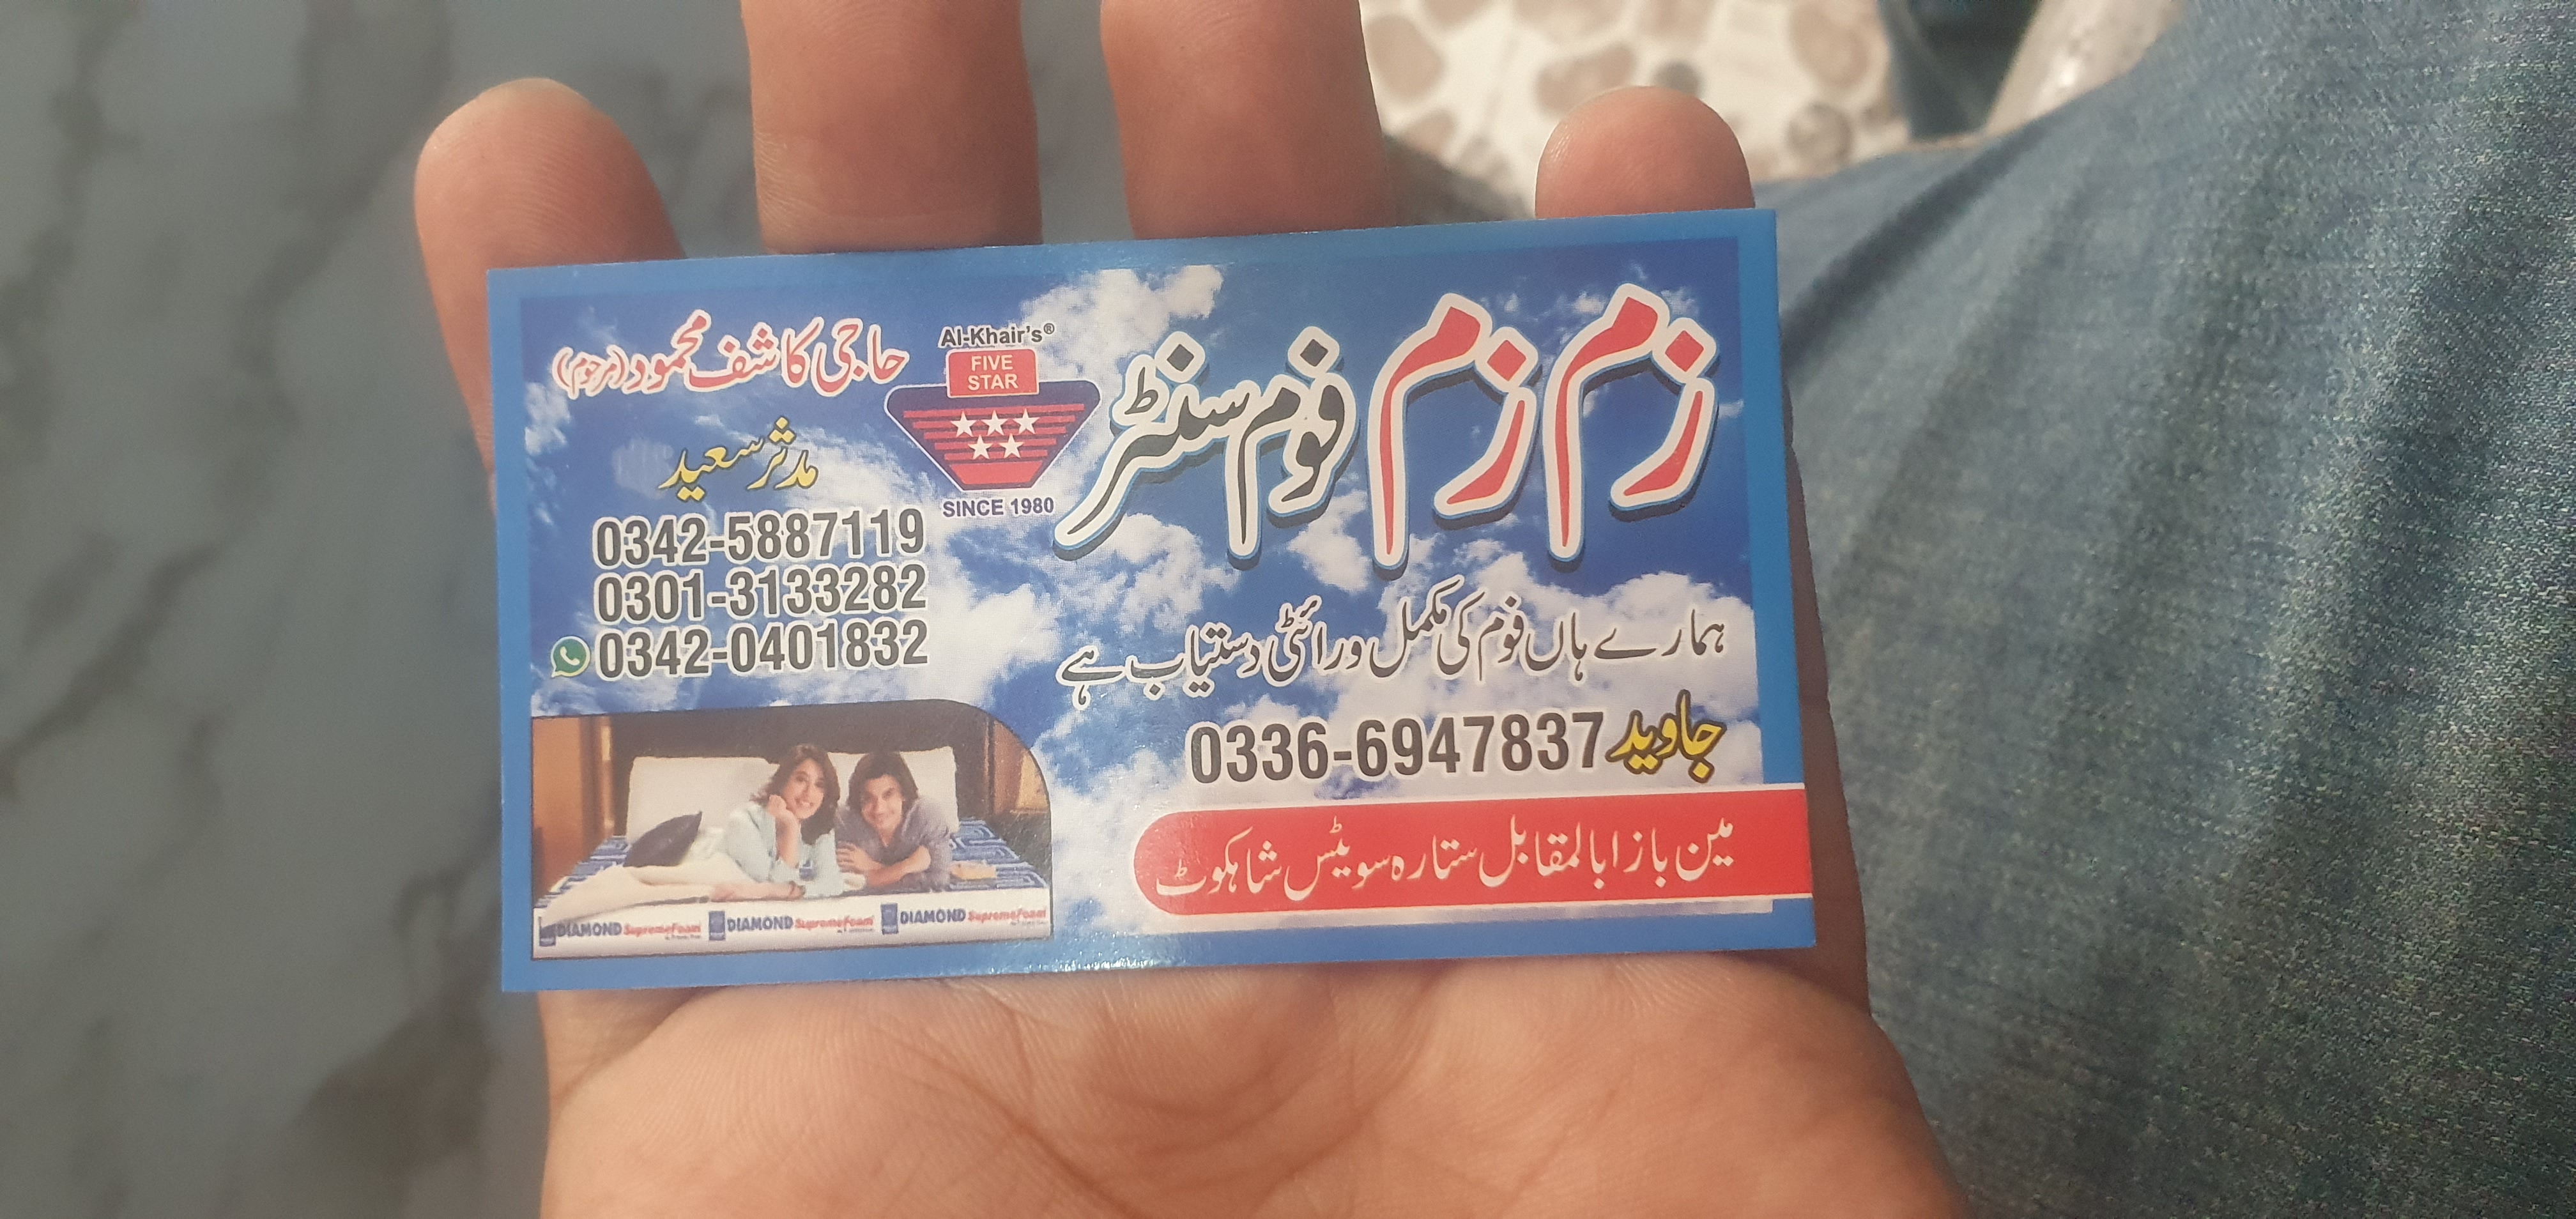 زم زم فوم سنٹر
Al-Khair's®
FIVE
STAR
SINCE 1980
حاجی کاشف محمود (مرحوم)
مدثر سعید
0342-5887119
0301-3133282
0342-0401832
ہمارے ہاں فوم کی مکمل ورائٹی دستیاب ہے
جاوید 0336-6947837
مین بازار بالمقابل ستارہ سویٹس شاہکوٹ
DIAMOND SupremeFoam DIAMOND SupremeFoam DIAMOND SupremeFoam